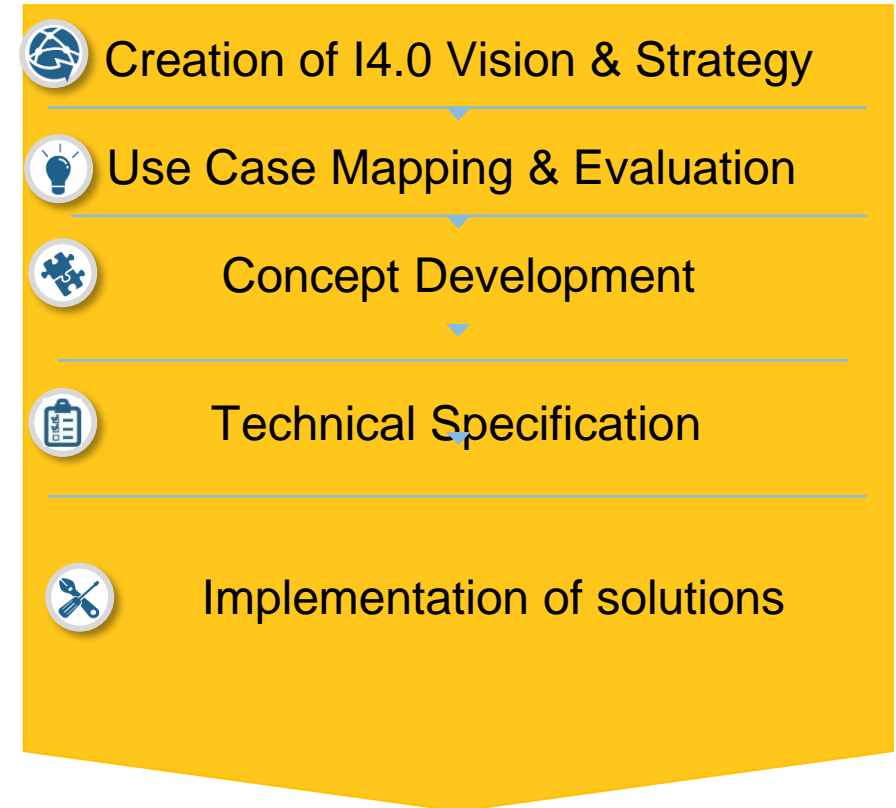 Creation of I4.0 Vision & Strategy
Use Case Mapping & Evaluation
Concept Development
Technical Specification
Implementation of solutions